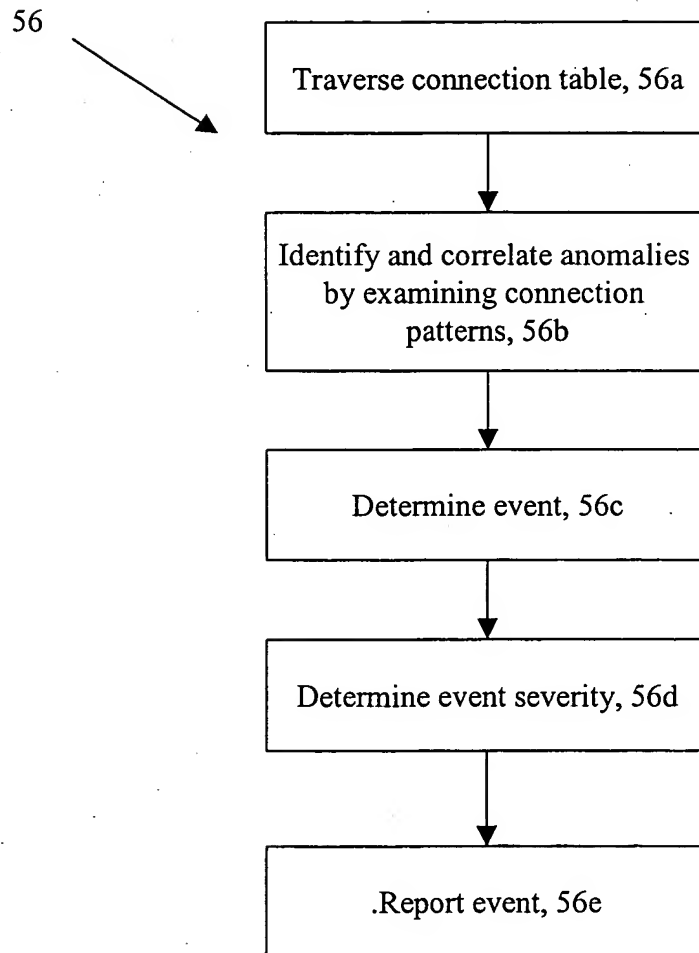 56
Traverse connection table, 56a
Identify and correlate anomalies
by examining connection
patterns, 56b
Determine event, 56c
Determine event severity, 56d
.Report event, 56e